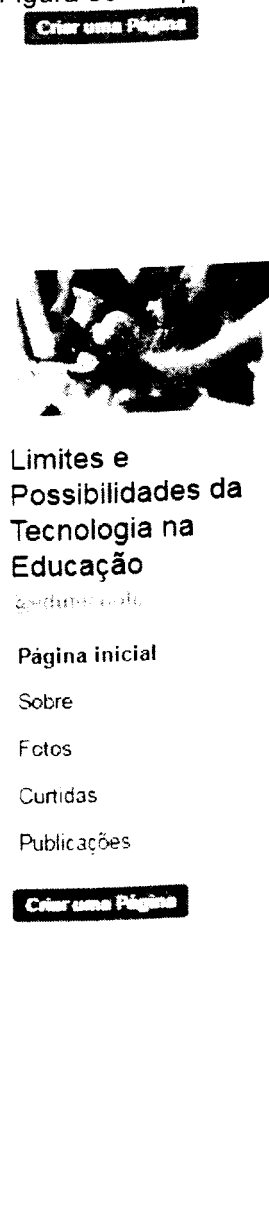 Criar uma Página
Limites e
Possibilidades da
Tecnologia na
Educação
Página inicial
Sobre
Fotos
Curtidas
Publicações
Criar uma Página